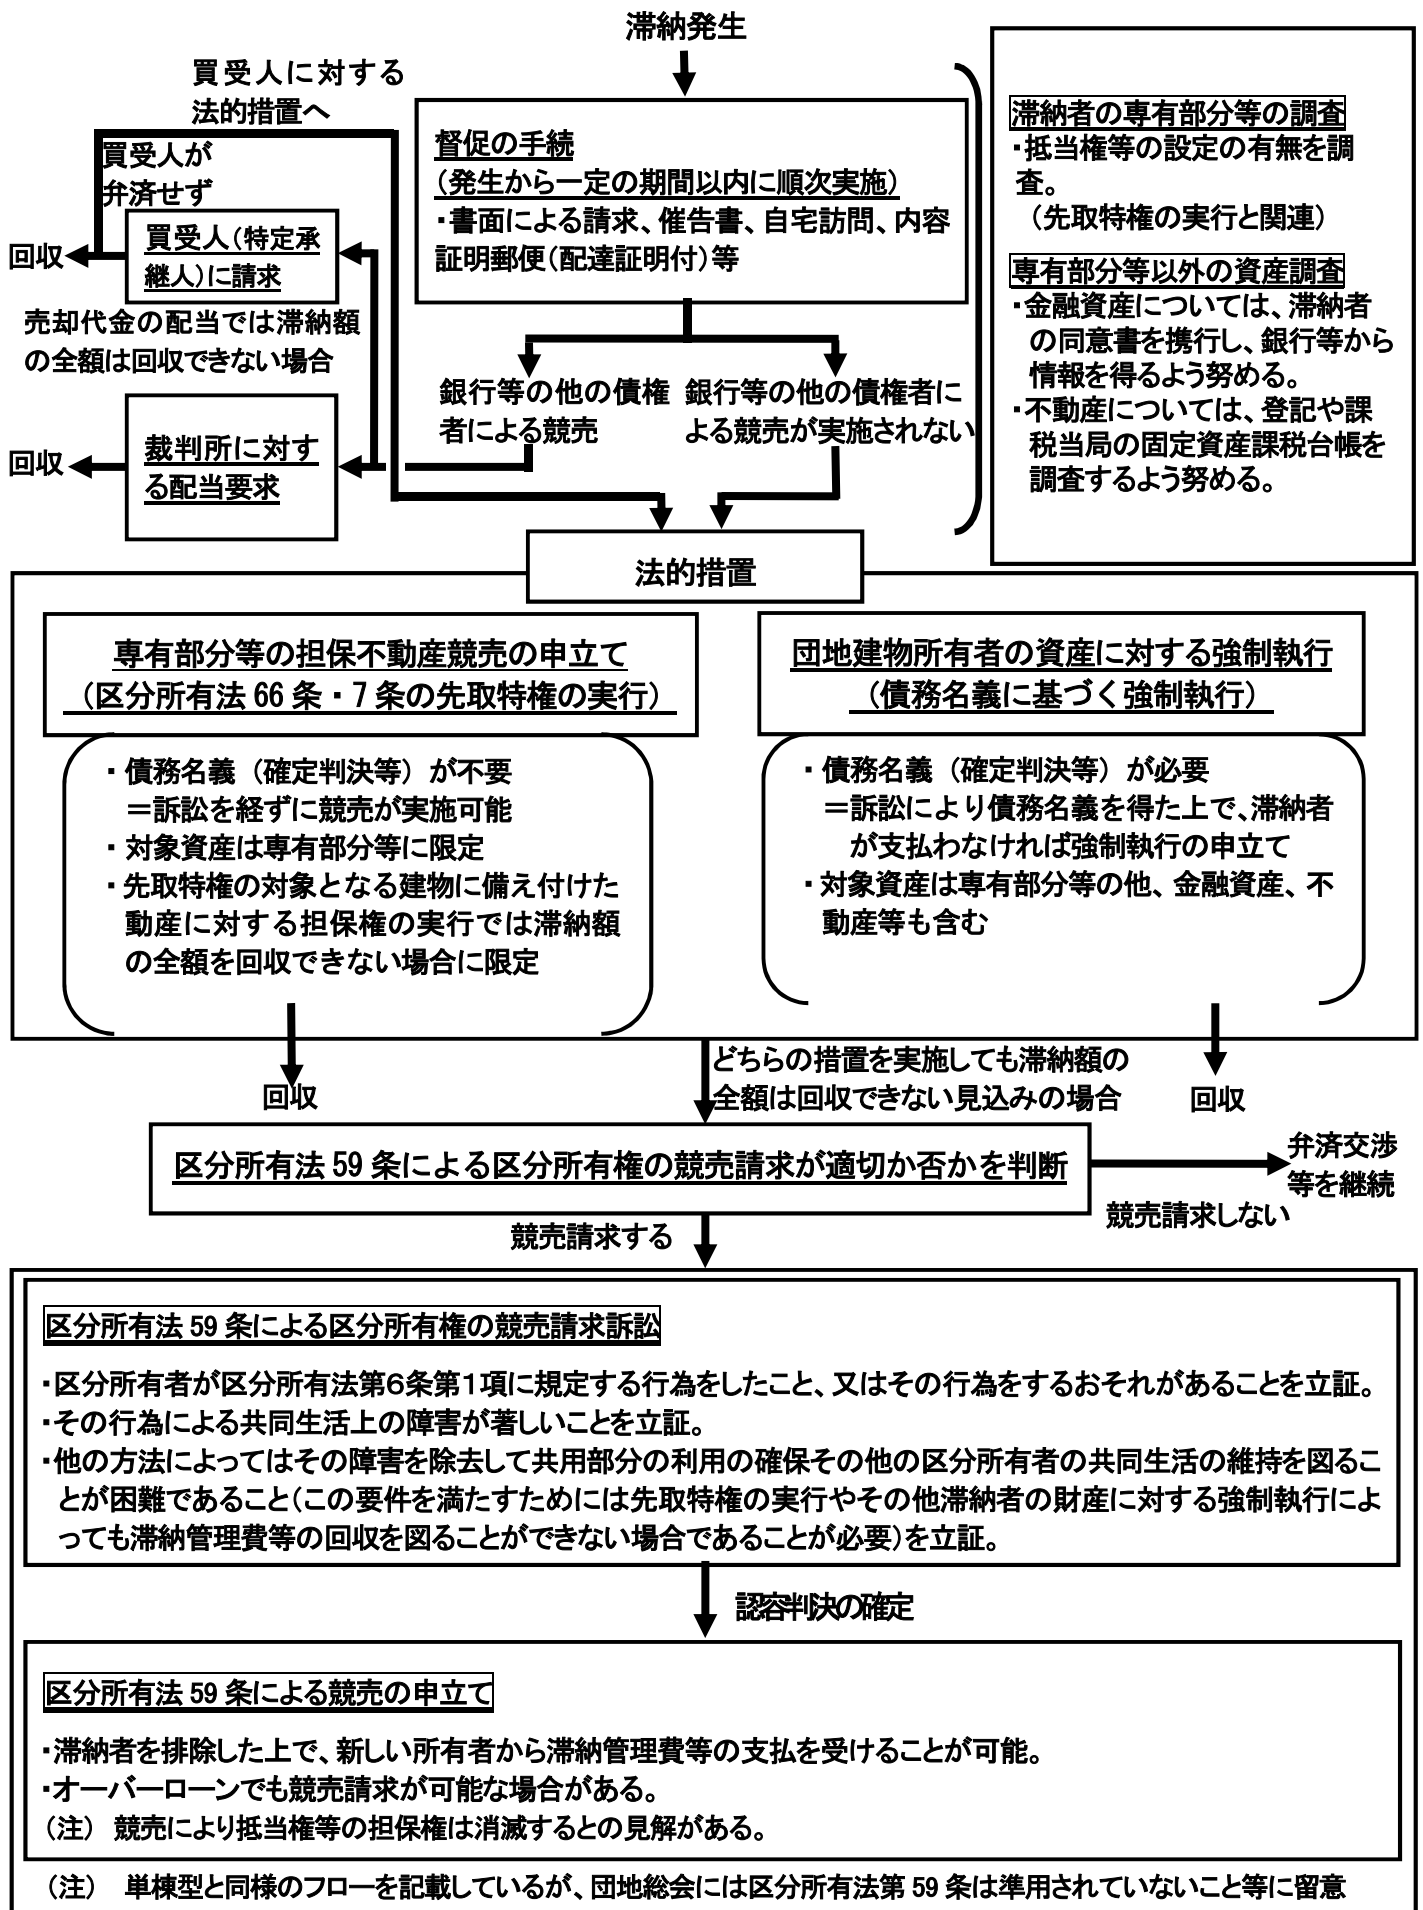 滞納発生
買受人に対する
法的措置へ
買受人が
弁済せず
回収
買受人（特定承
継人）に請求
売却代金の配当では滞納額
の全額は回収できない場合
回収
裁判所に対す
る配当要求
督促の手続
（発生から一定の期間以内に順次実施）
・書面による請求、催告書、自宅訪問、内容
証明郵便（配達証明付）等
銀行等の他の債権
者による競売
銀行等の他の債権者に
よる競売が実施されない
滞納者の専有部分等の調査
・抵当権等の設定の有無を調
査。
（先取特権の実行と関連）
専有部分等以外の資産調査
・金融資産については、滞納者
の同意書を携行し、銀行等から
情報を得るよう努める。
・不動産については、登記や課
税当局の固定資産課税台帳を
調査するよう努める。
法的措置
専有部分等の担保不動産競売の申立て
（区分所有法 66 条・7 条の先取特権の実行）
・債務名義（確定判決等）が不要
＝訴訟を経ずに競売が実施可能
・対象資産は専有部分等に限定
・先取特権の対象となる建物に備え付けた
動産に対する担保権の実行では滞納額
の全額を回収できない場合に限定
団地建物所有者の資産に対する強制執行
（債務名義に基づく強制執行）
・債務名義（確定判決等）が必要
＝訴訟により債務名義を得た上で、滞納者
が支払わなければ強制執行の申立て
・対象資産は専有部分等の他、金融資産、不
動産等も含む
回収
どちらの措置を実施しても滞納額の
全額は回収できない見込みの場合
回収
区分所有法 59 条による区分所有権の競売請求が適切か否かを判断
弁済交渉
等を継続
競売請求しない
競売請求する
区分所有法 59 条による区分所有権の競売請求訴訟
・区分所有者が区分所有法第６条第１項に規定する行為をしたこと、又はその行為をするおそれがあることを立証。
・その行為による共同生活上の障害が著しいことを立証。
・他の方法によってはその障害を除去して共用部分の利用の確保その他の区分所有者の共同生活の維持を図るこ
とが困難であること（この要件を満たすためには先取特権の実行やその他滞納者の財産に対する強制執行によ
っても滞納管理費等の回収を図ることができない場合であることが必要）を立証。
認容判決の確定
区分所有法 59 条による競売の申立て
・滞納者を排除した上で、新しい所有者から滞納管理費等の支払を受けることが可能。
・オーバーローンでも競売請求が可能な場合がある。
（注） 競売により抵当権等の担保権は消滅するとの見解がある。
（注） 単棟型と同様のフローを記載しているが、団地総会には区分所有法第 59 条は準用されていないこと等に留意